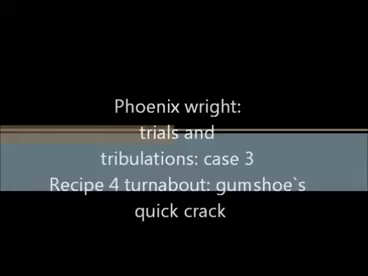 Phoenix wright:
trials and
tribulations: case 3
Recipe 4 turnabout: gumshoe`s
quick crack